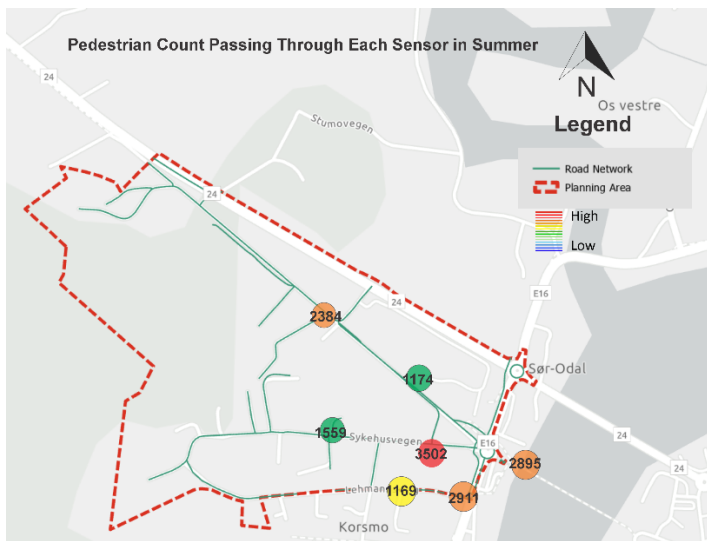 Pedestrian Count Passing Through Each Sensor in Summer
N
Os vestre
Legend
Road Network
Planning Area
High
Low
24
Stumovegen
24
E16
24
2384
1174
Sør-Odal
1559
Sykehusvegen
E16
24
3502
2895
24
1169
2911
Korsmo